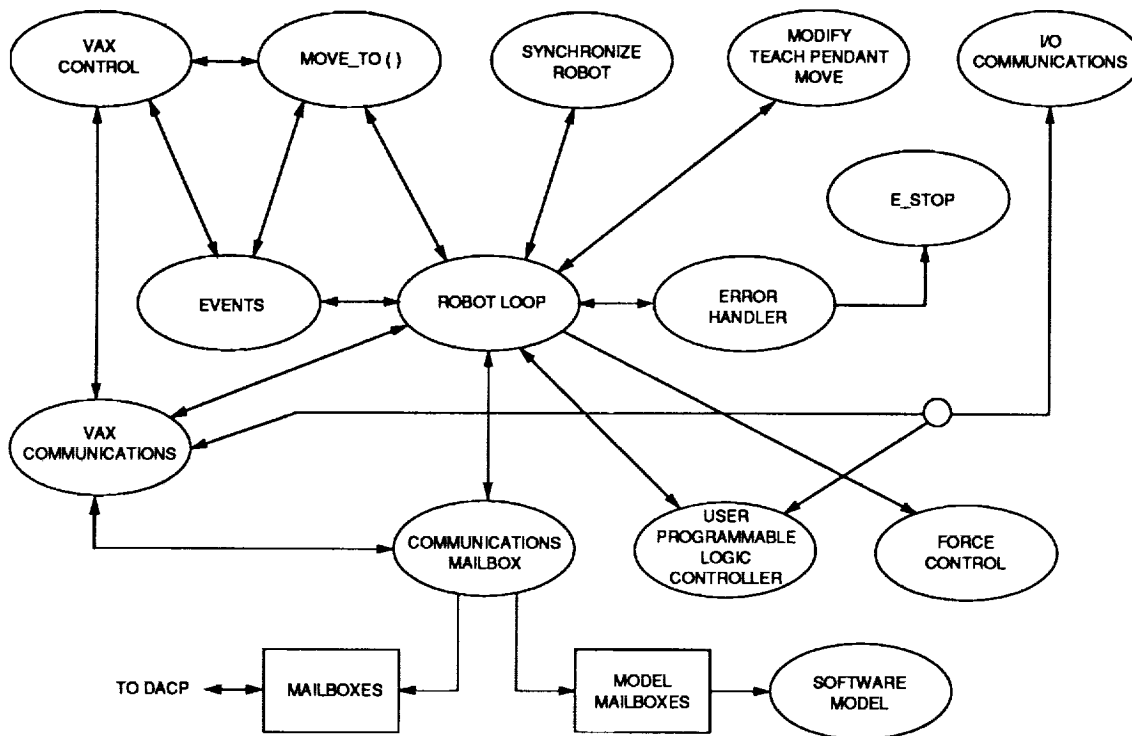 VAX
CONTROL
MOVE_TO ( )
SYNCHRONIZE
ROBOT
MODIFY
TEACH PENDANT
MOVE
I/O
COMMUNICATIONS
E_STOP
EVENTS
ROBOT LOOP
ERROR
HANDLER
VAX
COMMUNICATIONS
COMMUNICATIONS
MAILBOX
USER
PROGRAMMABLE
LOGIC
CONTROLLER
FORCE
CONTROL
TO DACP
MAILBOXES
MODEL
MAILBOXES
SOFTWARE
MODEL